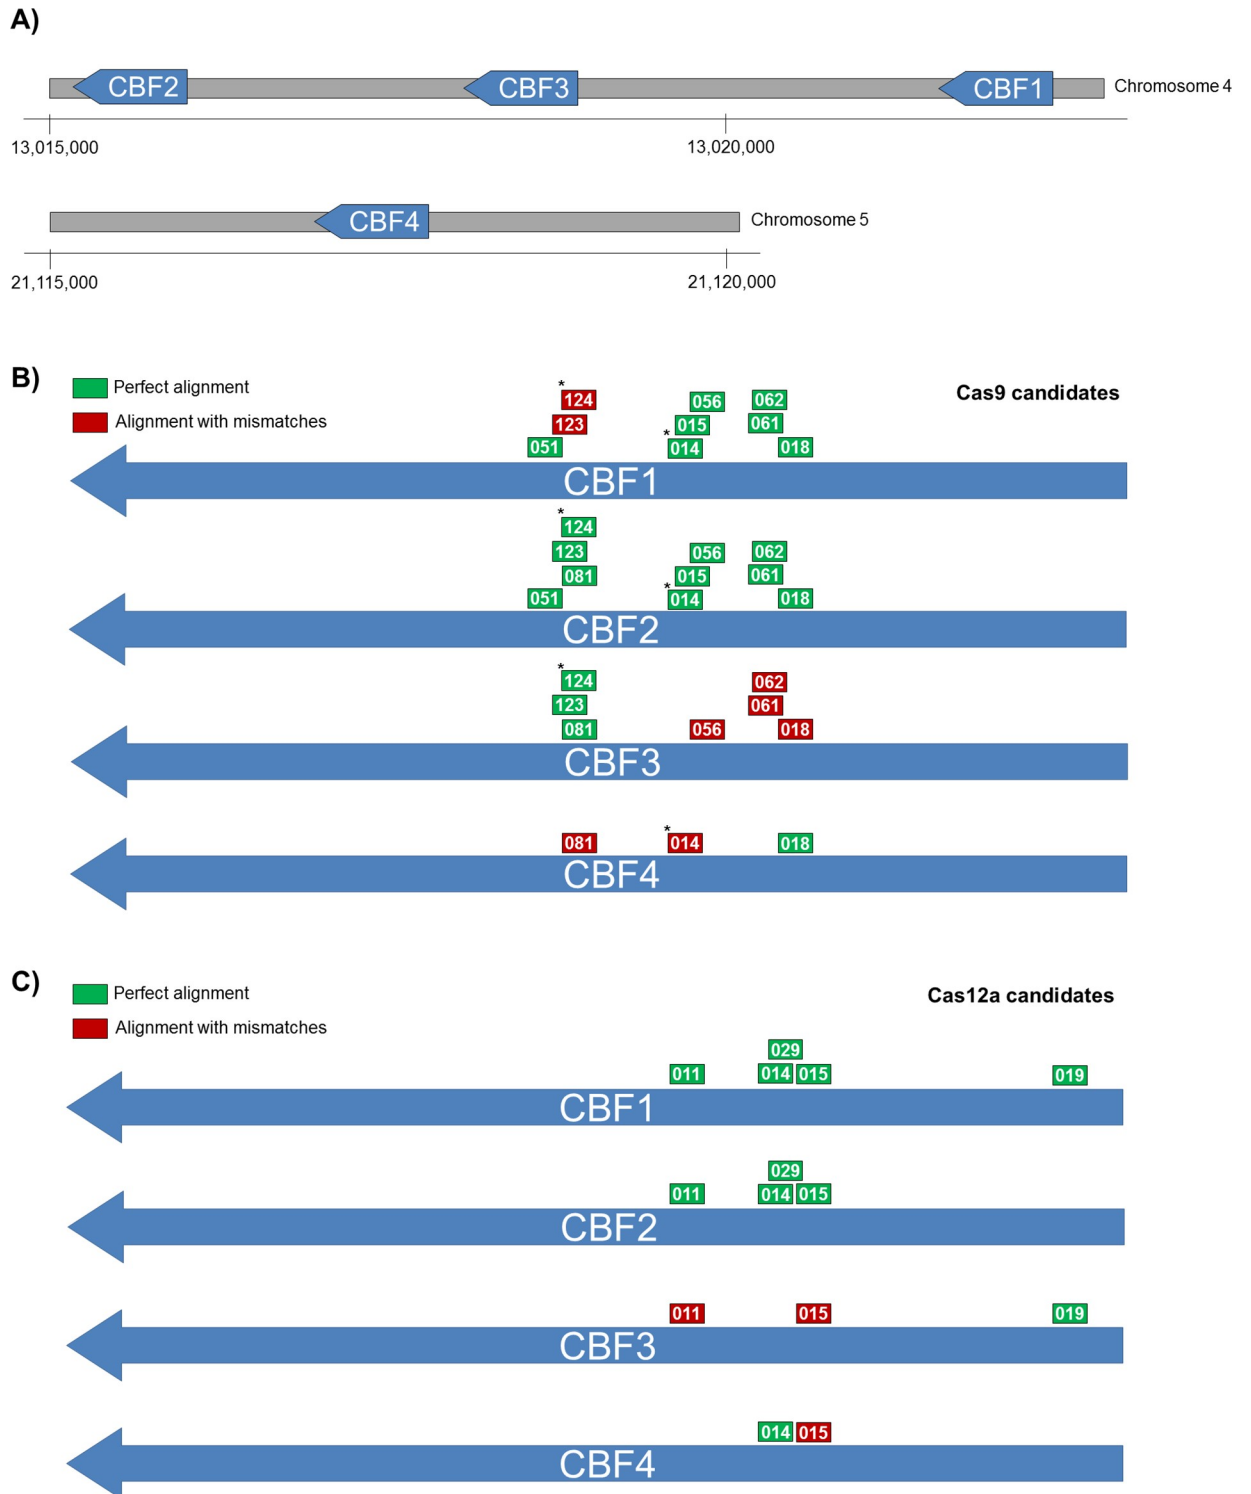 A)
CBF2 CBF3 CBF1 Chromosome 4
13,015,000 13,020,000
CBF4 Chromosome 5
21,115,000 21,120,000
B)
Perfect alignment
Alignment with mismatches
Cas9 candidates
* 124 056 062
123 * 015 061
051 014 018
CBF1
* 124
123 056 062
081 * 015 061
051 014 018
CBF2
* 124 062
123 061
081 056 018
CBF3
081 * 014 018
CBF4
C)
Perfect alignment
Alignment with mismatches
Cas12a candidates
029
011 014 015 019
CBF1
029
011 014 015
CBF2
011 015 019
CBF3
014 015
CBF4